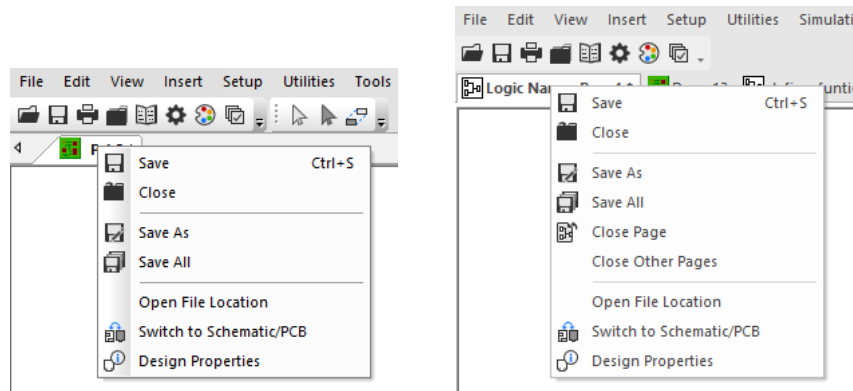 File Edit View Insert Setup Utilities Tools
Save Ctrl+S
Close
Save As
Save All
Open File Location
Switch to Schematic/PCB
Design Properties
File Edit View Insert Setup Utilities
Logic
Save Ctrl+S
Close
Save As
Save All
Close Page
Close Other Pages
Open File Location
Switch to Schematic/PCB
Design Properties